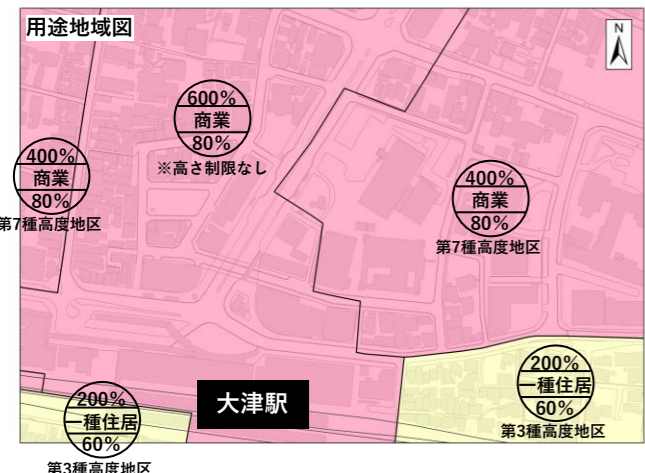 用途地域図
N
600%
商業
80%
※高さ制限なし
400%
商業
80%
第7種高度地区
400%
商業
80%
第7種高度地区
200%
一種住居
60%
第3種高度地区
大津駅
200%
一種住居
60%
第3種高度地区